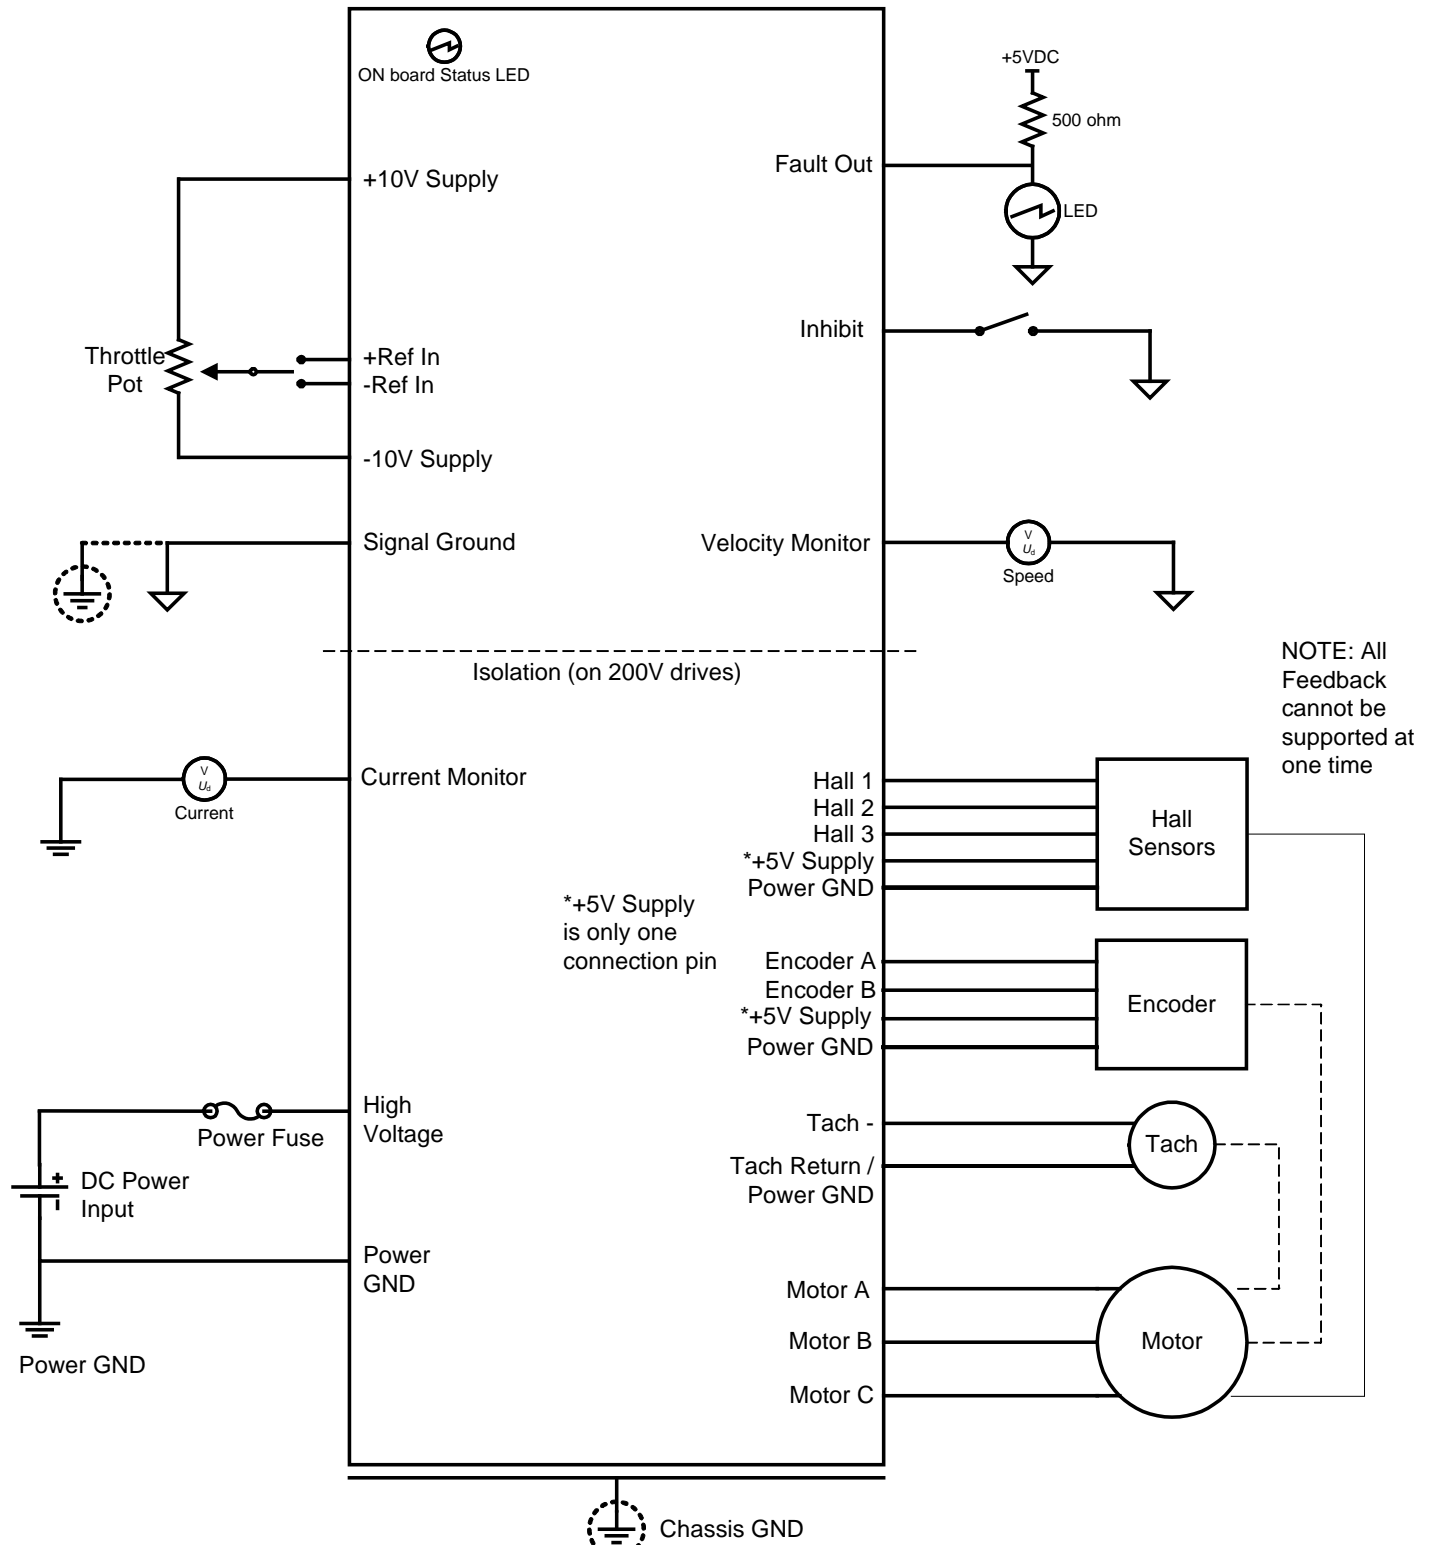 ON board Status LED
+5VDC
500 ohm
Fault Out
LED
+10V Supply
Inhibit
Throttle
Pot
+Ref In
-Ref In
-10V Supply
Signal Ground
Velocity Monitor
V
Ud
Speed
Isolation (on 200V drives)
NOTE: All
Feedback
cannot be
supported at
one time
V
Ud
Current
Current Monitor
Hall 1
Hall 2
Hall 3
*+5V Supply
Power GND
Hall
Sensors
*+5V Supply
is only one
connection pin
Encoder A
Encoder B
*+5V Supply
Power GND
Encoder
Power Fuse
High
Voltage
Tach -
Tach Return /
Power GND
Tach
+
DC Power
Input
Power
GND
Power GND
Motor A
Motor B
Motor C
Motor
Chassis GND